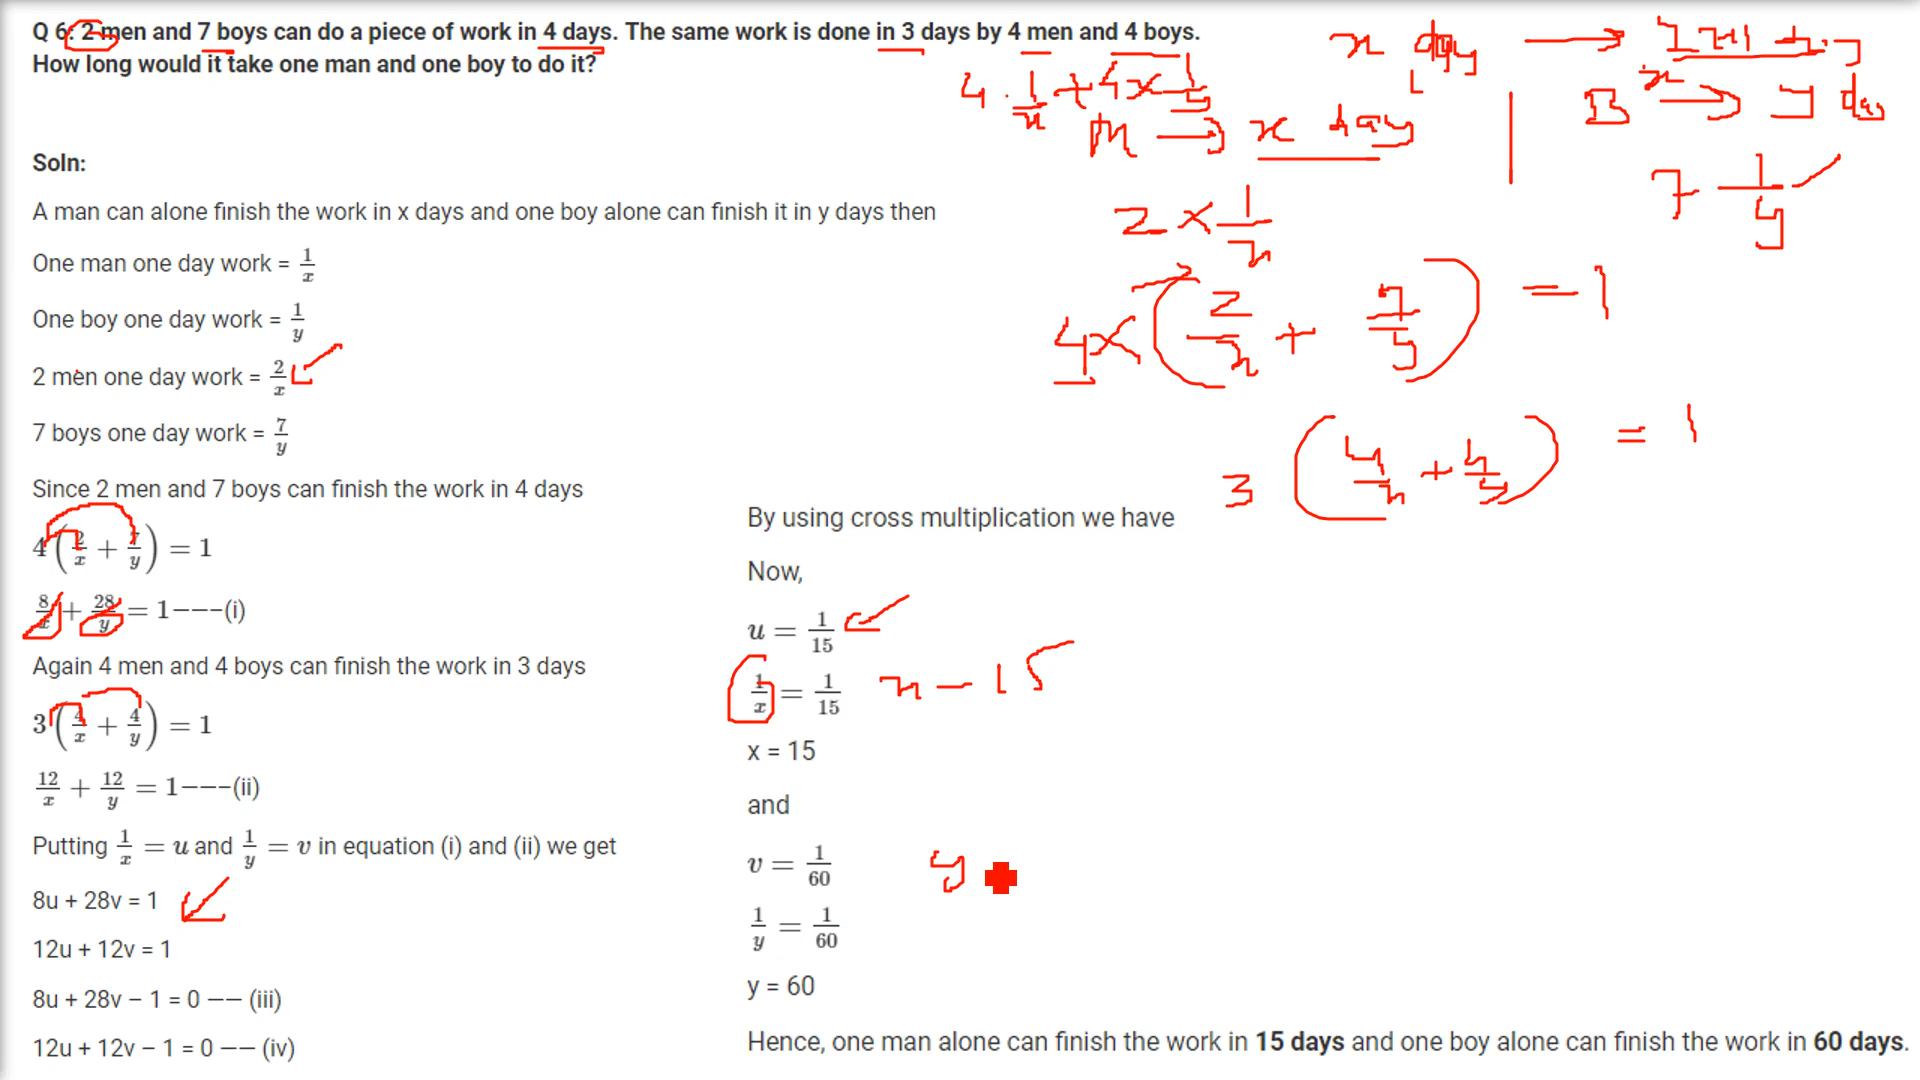 Q 6: 2 men and 7 boys can do a piece of work in 4 days. The same work is done in 3 days by 4 men and 4 boys.
How long would it take one man and one boy to do it?
Soln:
A man can alone finish the work in x days and one boy alone can finish it in y days then
One man one day work = 1/x
One boy one day work = 1/y
2 men one day work = 2/x
7 boys one day work = 7/y
Since 2 men and 7 boys can finish the work in 4 days
4(2/x + 7/y) = 1
8/x + 28/y = 1---(i)
Again 4 men and 4 boys can finish the work in 3 days
3(4/x + 4/y) = 1
12/x + 12/y = 1---(ii)
Putting 1/x = u and 1/y = v in equation (i) and (ii) we get
8u + 28v = 1
12u + 12v = 1
8u + 28v − 1 = 0 –– (iii)
12u + 12v − 1 = 0 –– (iv)
By using cross multiplication we have
Now,
u = 1/15
1/x = 1/15
x - 15
x = 15
and
v = 1/60
y
1/y = 1/60
y = 60
Hence, one man alone can finish the work in 15 days and one boy alone can finish the work in 60 days.
4 · 1/x + 4 x 1/y
M → x day
B → y day
2 × 1/x
7 1/y
4×(2/x + 7/y) = 1
3(4/x + 4/y) = 1